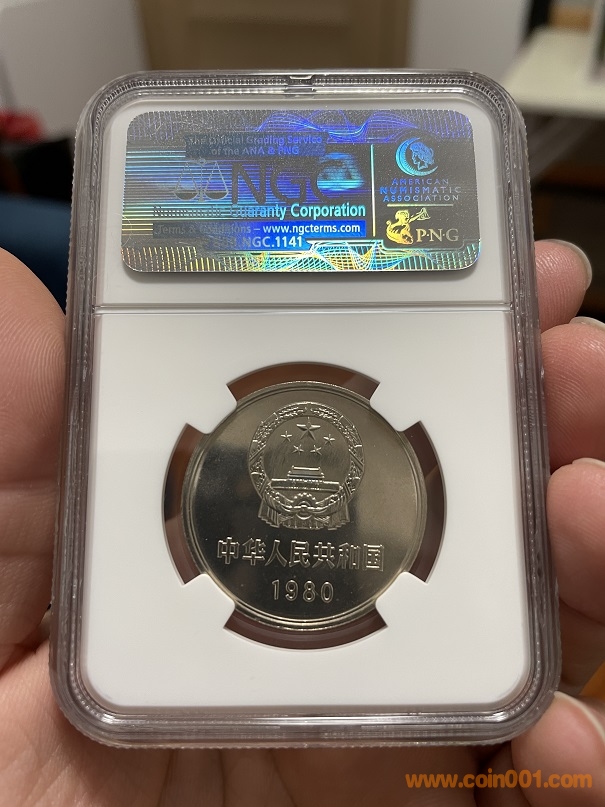 The Official Grading Service
of the ANA & PNG
NGC
Numismatic Guaranty Corporation
Terms & Conditions – www.ngcterms.com
NGC.1141
AMERICAN
NUMISMATIC
ASSOCIATION
P·N·G
中华人民共和国
1980
www.coin001.com